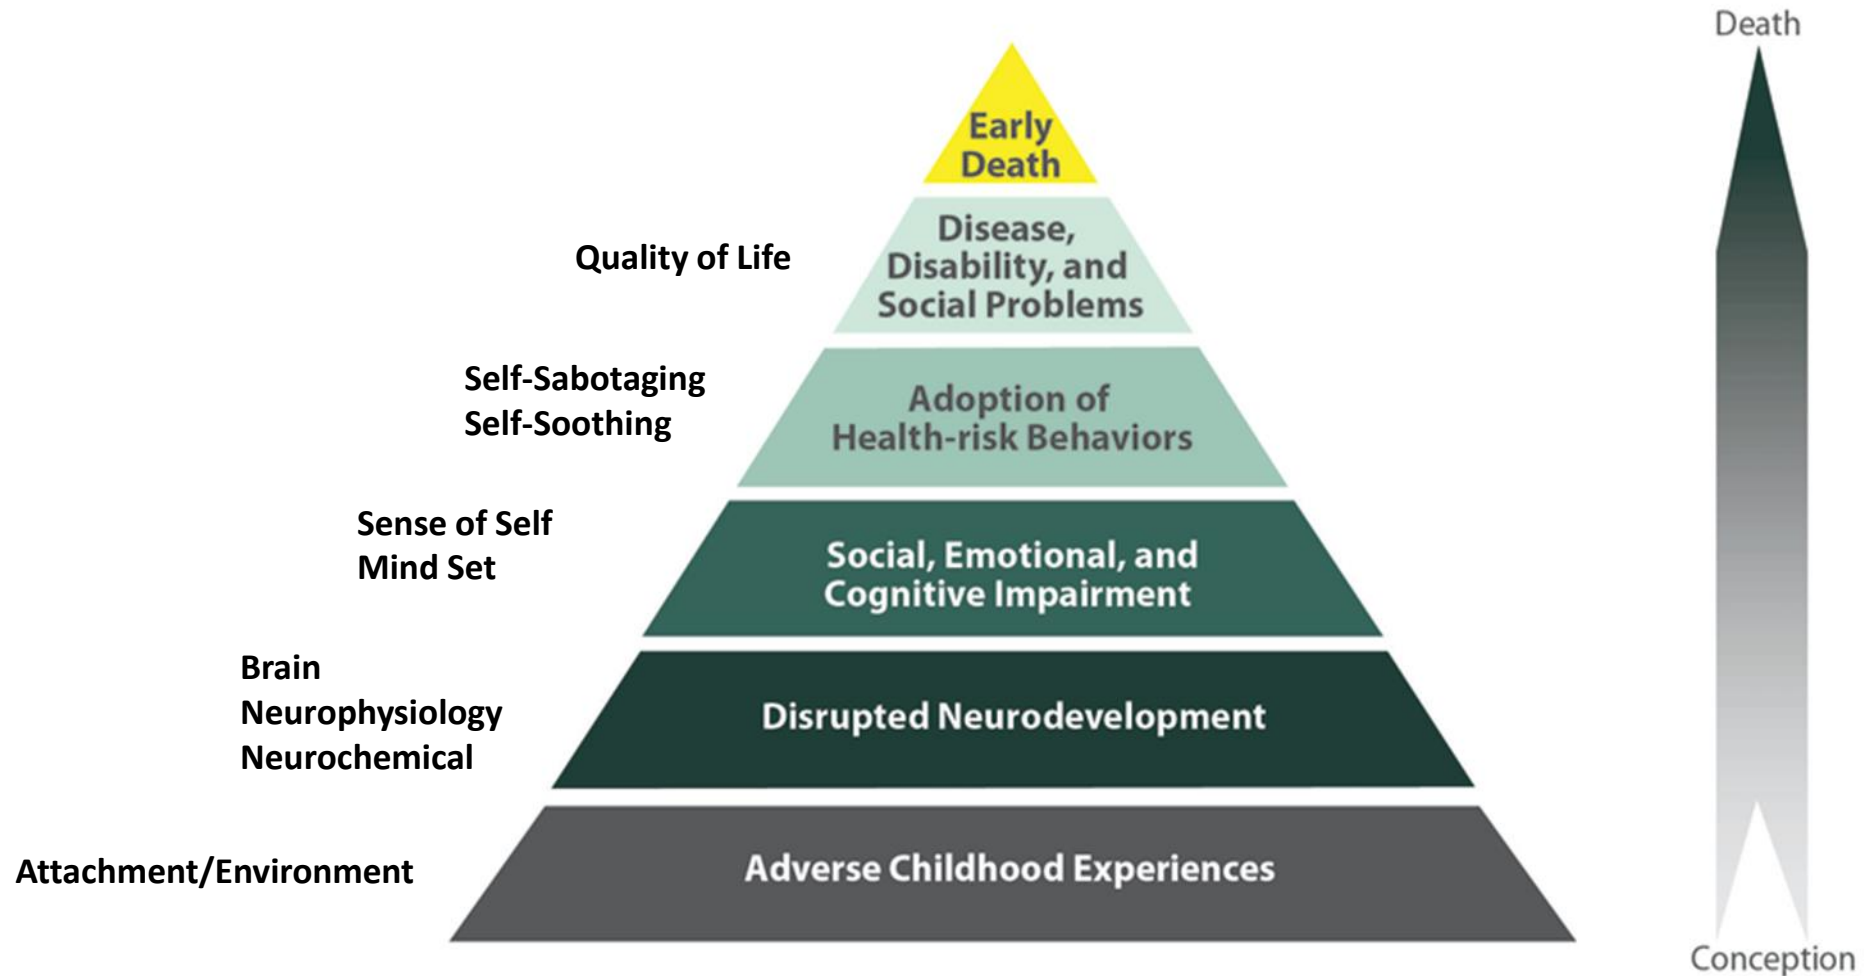 Death
Early
Death
Quality of Life
Disease,
Disability, and
Social Problems
Self-Sabotaging
Self-Soothing
Adoption of
Health-risk Behaviors
Sense of Self
Mind Set
Social, Emotional, and
Cognitive Impairment
Brain
Neurophysiology
Neurochemical
Disrupted Neurodevelopment
Attachment/Environment
Adverse Childhood Experiences
Conception